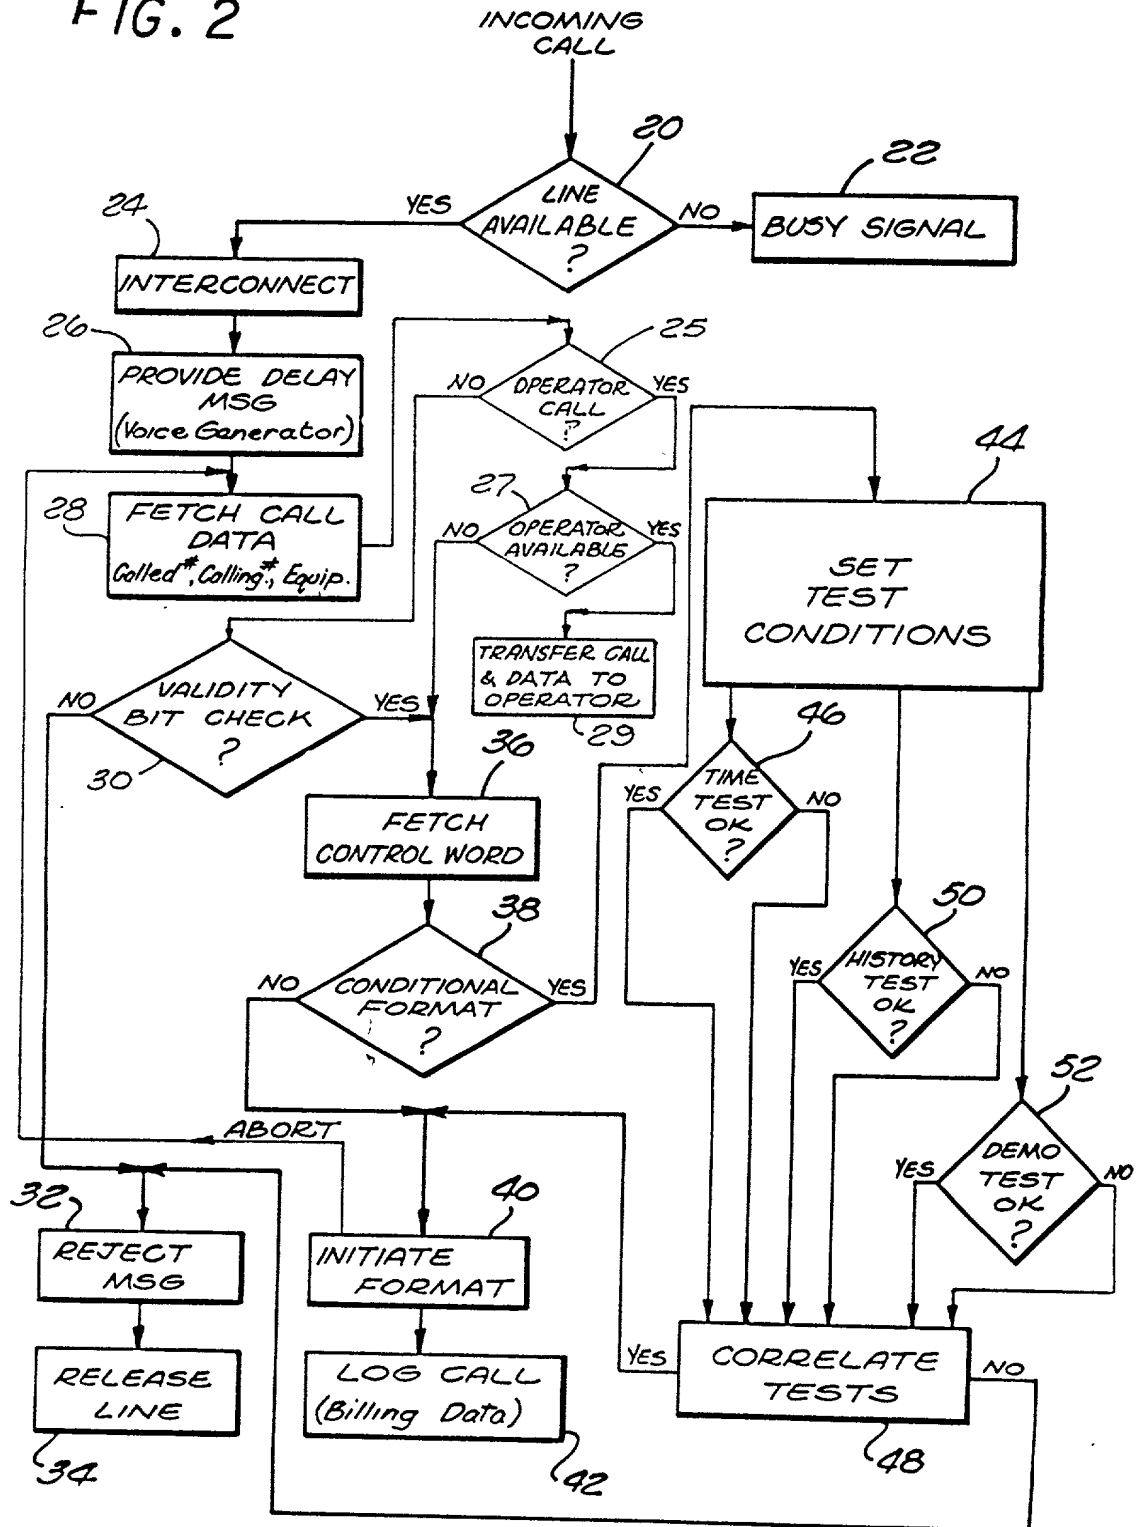 FIG. 2
INCOMING
CALL
20
22
LINE
AVAILABLE
?
YES
NO
BUSY SIGNAL
24
INTERCONNECT
26
PROVIDE DELAY
MSG
(Voice Generator)
25
OPERATOR
CALL
?
NO
YES
28
FETCH CALL
DATA
Called#, Calling#, Equip.
27
OPERATOR
AVAILABLE
?
NO
YES
44
SET
TEST
CONDITIONS
TRANSFER CALL
& DATA TO
OPERATOR
29
VALIDITY
BIT CHECK
?
NO
YES
30
36
FETCH
CONTROL WORD
46
TIME
TEST
OK
?
YES
NO
38
CONDITIONAL
FORMAT
?
NO
YES
50
HISTORY
TEST
OK
?
YES
NO
52
DEMO
TEST
OK
?
YES
NO
ABORT
32
REJECT
MSG
40
INITIATE
FORMAT
RELEASE
LINE
34
LOG CALL
(Billing Data)
42
YES
CORRELATE
TESTS
NO
48